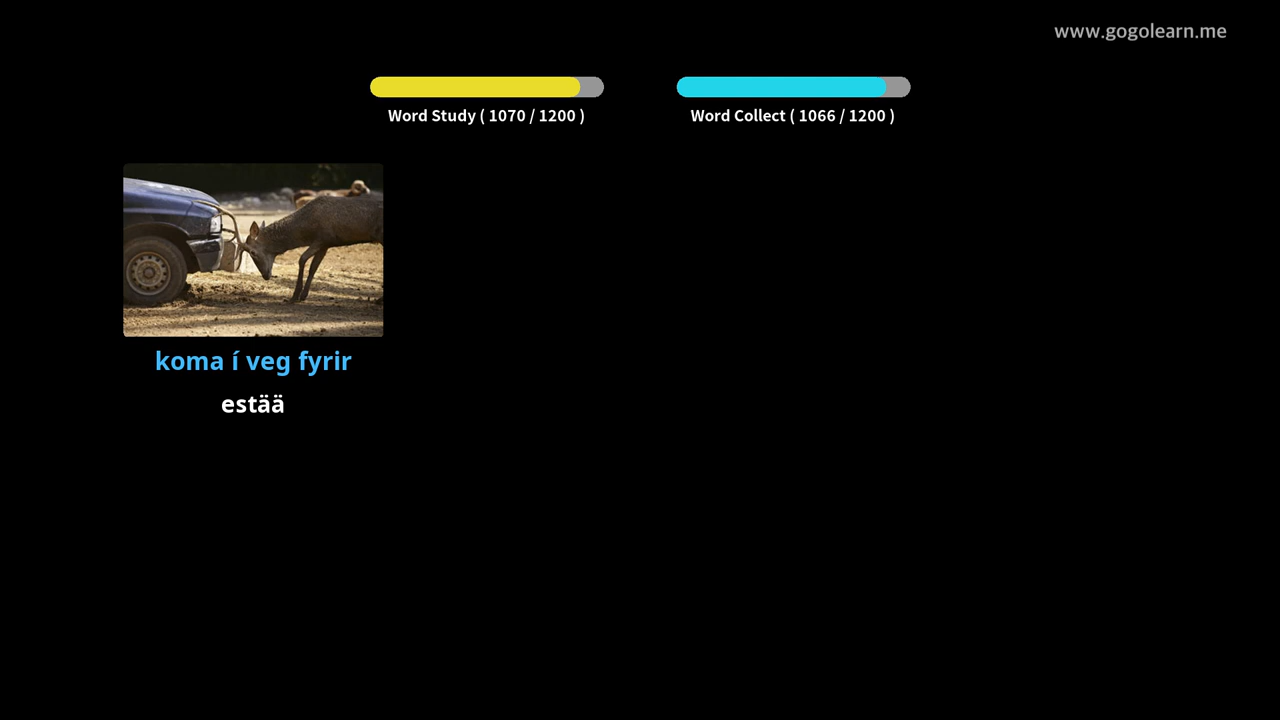 www.gogolearn.me
Word Study ( 1070 / 1200 )
Word Collect ( 1066 / 1200 )
koma í veg fyrir
estää